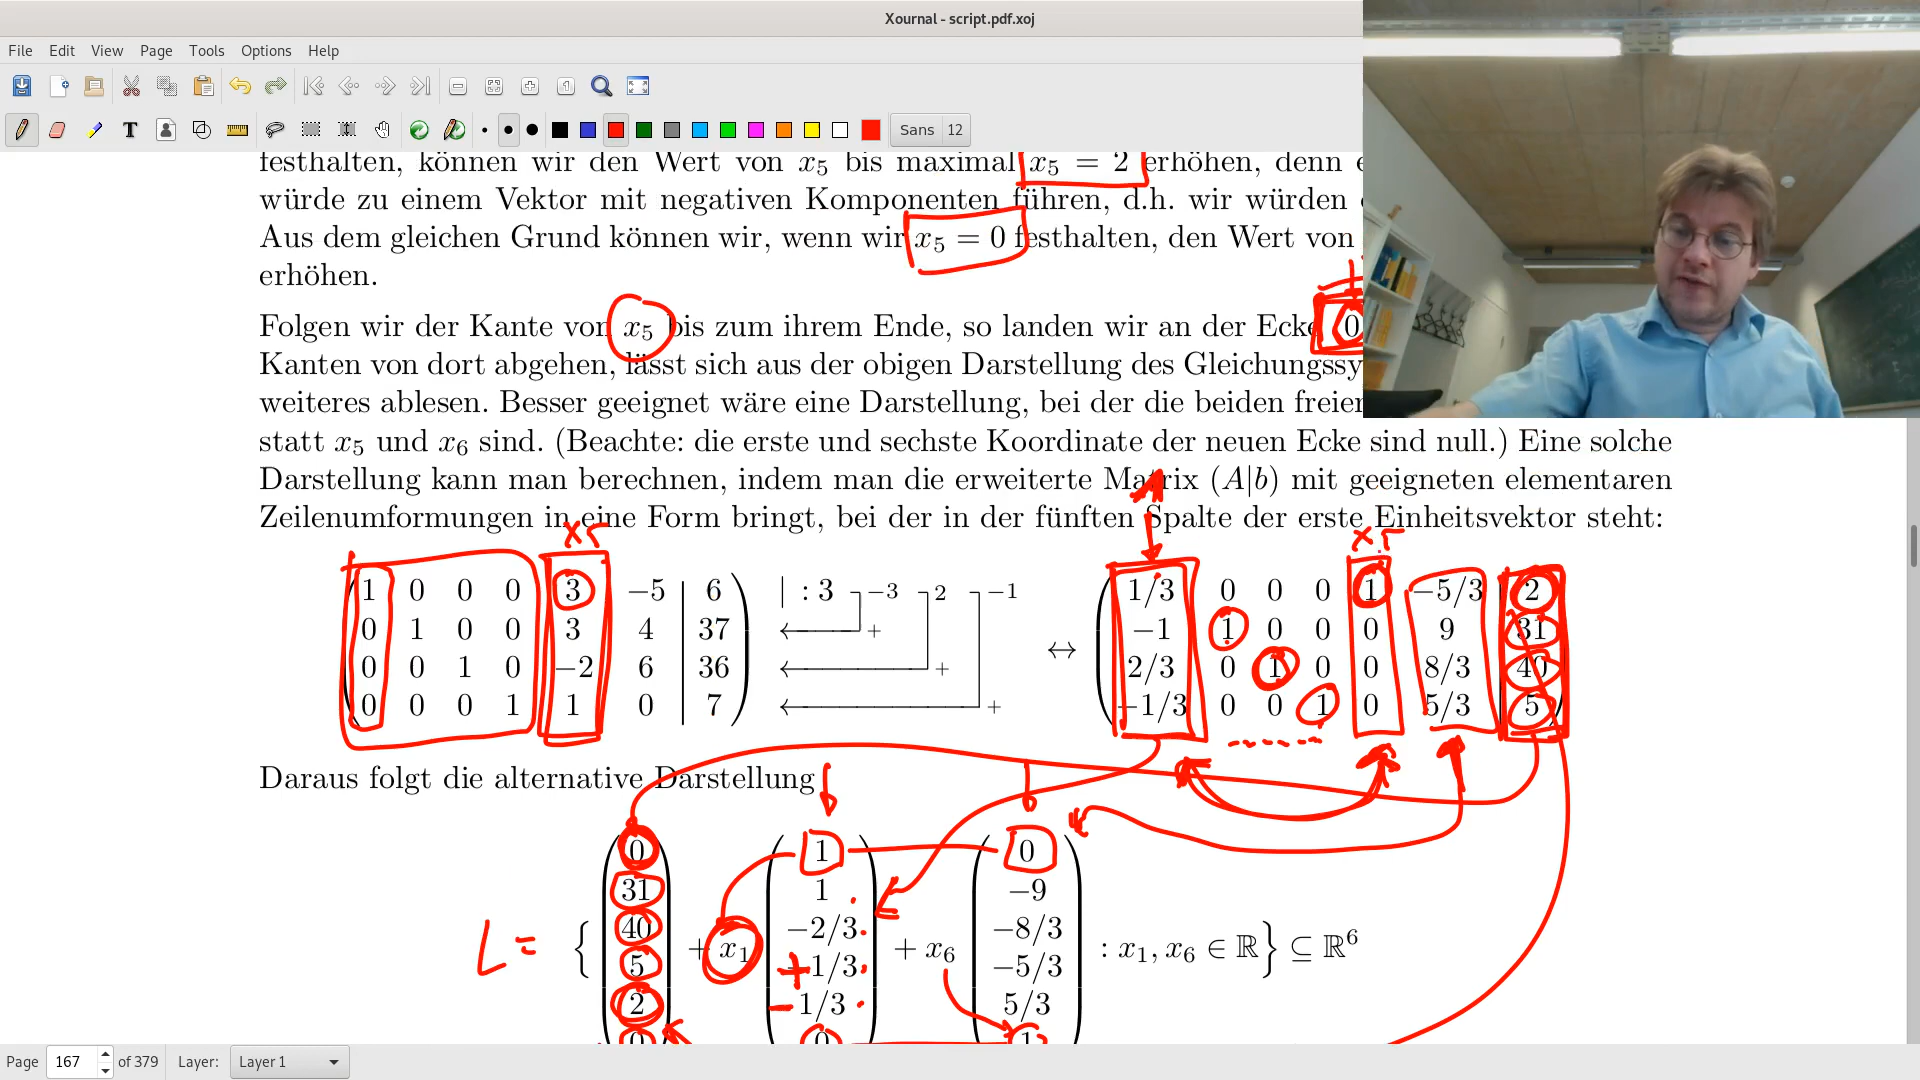 Xournal - script.pdf.xoj
File Edit View Page Tools Options Help
Sans 12
festhalten, können wir den Wert von x5 bis maximal x5 = 2 erhöhen, denn
würde zu einem Vektor mit negativen Komponenten führen, d.h. wir würden
Aus dem gleichen Grund können wir, wenn wir x5 = 0 festhalten, den Wert von
erhöhen.
Folgen wir der Kante von x5 bis zum ihrem Ende, so landen wir an der Ecke (0
Kanten von dort abgehen, lässt sich aus der obigen Darstellung des Gleichungssy
weiteres ablesen. Besser geeignet wäre eine Darstellung, bei der die beiden freier
statt x5 und x6 sind. (Beachte: die erste und sechste Koordinate der neuen Ecke sind null.) Eine solche
Darstellung kann man berechnen, indem man die erweiterte Matrix (A|b) mit geeigneten elementaren
Zeilenumformungen in eine Form bringt, bei der in der fünften Spalte der erste Einheitsvektor steht:
x5 x5
1 0 0 0 3 −5 | 6 | : 3 −3 2 −1 1/3 0 0 0 1 −5/3 2
0 1 0 0 3 4 | 37 + −1 1 0 0 0 9 31
0 0 1 0 −2 6 | 36 + ↔ 2/3 0 1 0 0 8/3 40
0 0 0 1 1 0 | 7 + −1/3 0 0 1 0 5/3 5
Daraus folgt die alternative Darstellung
0 1 0
31 1 −9
40 −2/3 −8/3
L = { + x1 + x6 : x1, x6 ∈ ℝ} ⊆ ℝ6
5 +1/3 −5/3
2 −1/3 5/3
0 0 1
Page 167 of 379 Layer: Layer 1